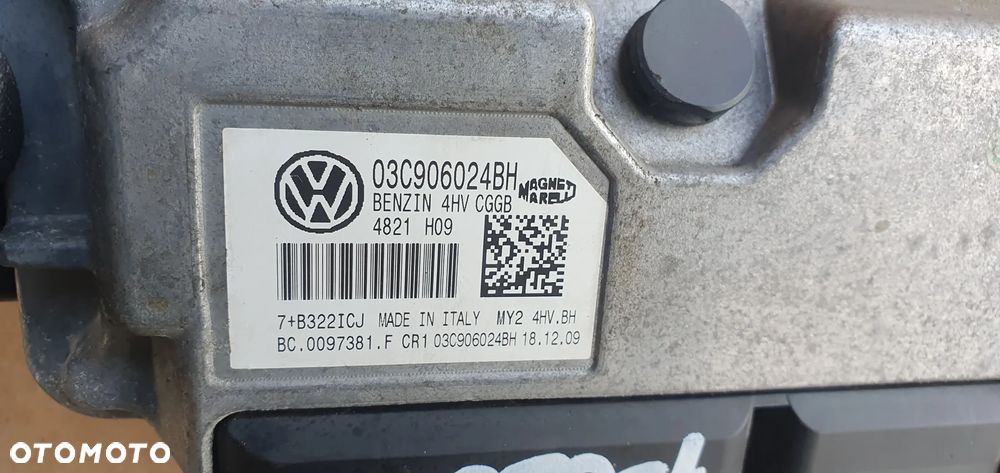 03C906024BH
BENZIN 4HV CGGB
MAGNETI MARELLI
4821 H09
7+B322ICJ MADE IN ITALY MY2 4HV.BH
BC.0097381.F CR1 03C906024BH 18.12.09
OTOMOTO